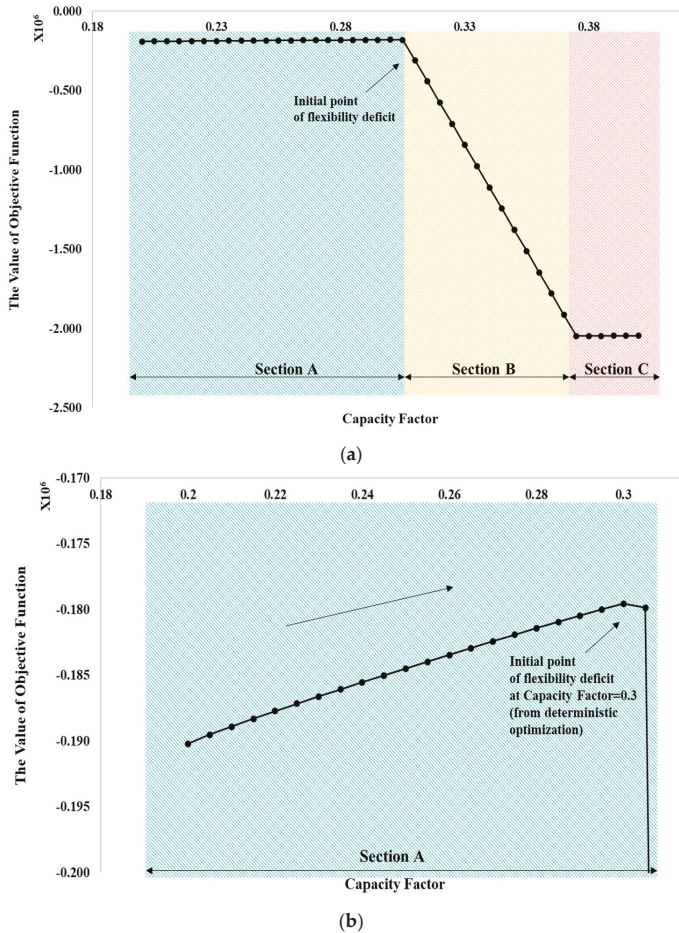 0.18
0.23
0.28
0.33
0.38
X10⁶
0.000
-0.500
-1.000
-1.500
-2.000
-2.500
The Value of Objective Function
Initial point
of flexibility deficit
Section A
Section B
Section C
Capacity Factor
(a)
0.18
0.2
0.22
0.24
0.26
0.28
0.3
X10⁶
-0.170
-0.175
-0.180
-0.185
-0.190
-0.195
-0.200
The Value of Objective Function
Initial point
of flexibility deficit
at Capacity Factor=0.3
(from deterministic
optimization)
Section A
Capacity Factor
(b)